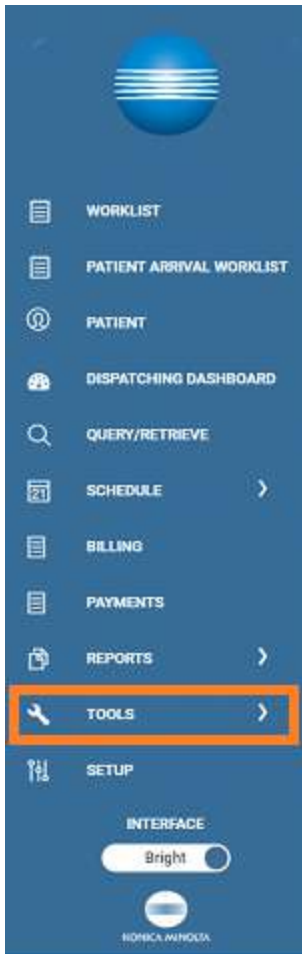 WORKLIST
PATIENT ARRIVAL WORKLIST
PATIENT
DISPATCHING DASHBOARD
QUERY/RETRIEVE
21
SCHEDULE
BILLING
PAYMENTS
REPORTS
TOOLS
SETUP
INTERFACE
Bright
KONICA MINOLTA